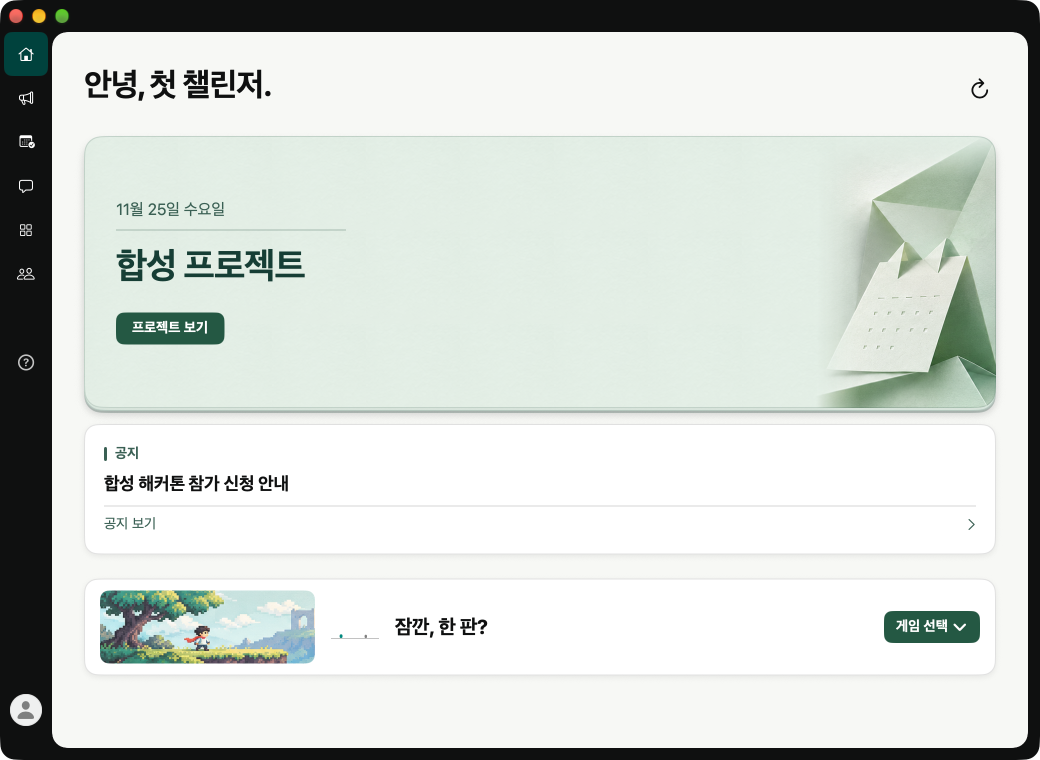 안녕, 첫 챌린저.
11월 25일 수요일
합성 프로젝트
프로젝트 보기
공지
합성 해커톤 참가 신청 안내
공지 보기
잠깐, 한 판?
게임 선택